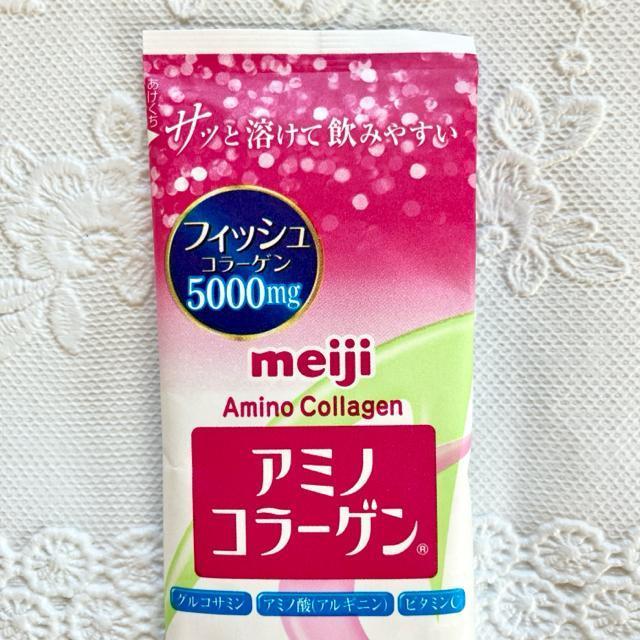 あけくち
サッと溶けて飲みやすい
フィッシュ
コラーゲン
5000mg
meiji
Amino Collagen
アミノ
コラーゲン®
グルコサミン
アミノ酸(アルギニン)
ビタミンC